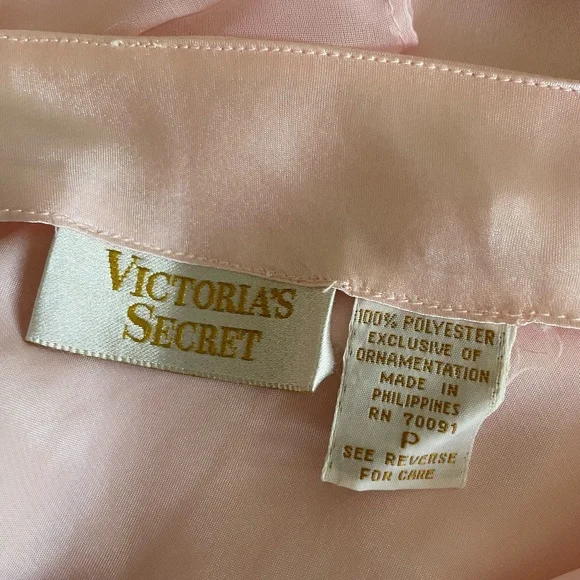 VICTORIA'S
SECRET
100% POLYESTER
EXCLUSIVE OF
ORNAMENTATION
MADE IN
PHILIPPINES
RN 70091
P
SEE REVERSE
FOR CARE